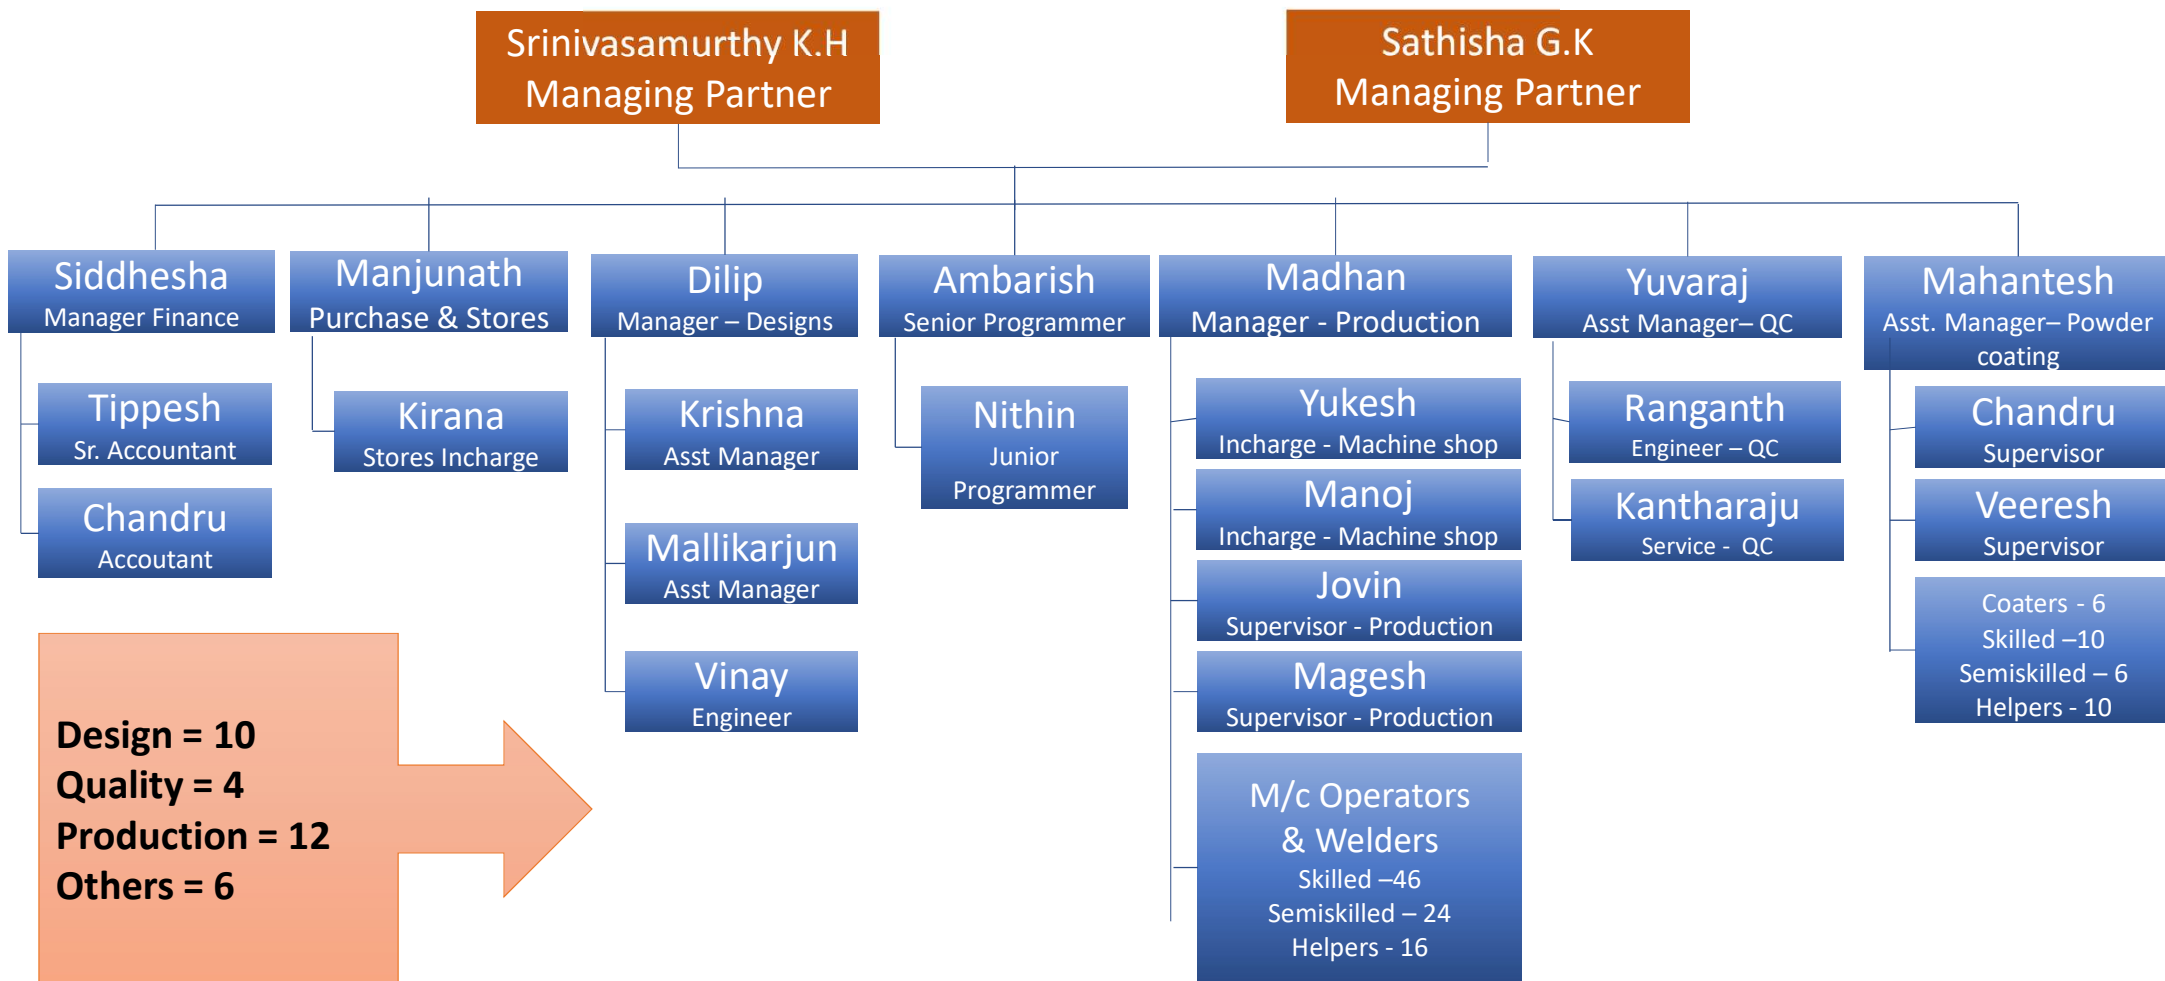 Srinivasamurthy K.H
Managing Partner
Sathisha G.K
Managing Partner
Siddhesha
Manager Finance
Manjunath
Purchase & Stores
Dilip
Manager – Designs
Ambarish
Senior Programmer
Madhan
Manager - Production
Yuvaraj
Asst Manager– QC
Mahantesh
Asst. Manager– Powder
coating
Tippesh
Sr. Accountant
Chandru
Accoutant
Kirana
Stores Incharge
Krishna
Asst Manager
Mallikarjun
Asst Manager
Vinay
Engineer
Nithin
Junior
Programmer
Yukesh
Incharge - Machine shop
Manoj
Incharge - Machine shop
Jovin
Supervisor - Production
Magesh
Supervisor - Production
M/c Operators
& Welders
Skilled –46
Semiskilled – 24
Helpers - 16
Ranganth
Engineer – QC
Kantharaju
Service -  QC
Chandru
Supervisor
Veeresh
Supervisor
Coaters - 6
Skilled –10
Semiskilled – 6
Helpers - 10
Design = 10
Quality = 4
Production = 12
Others = 6